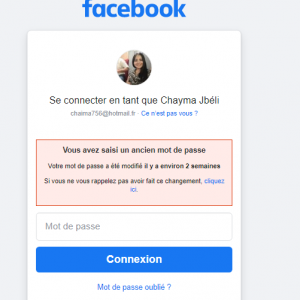 facebook
Se connecter en tant que Chayma Jbéli
chaima756@hotmail.fr · Ce n'est pas vous ?
Vous avez saisi un ancien mot de passe
Votre mot de passe a été modifié il y a environ 2 semaines
Si vous ne vous rappelez pas avoir fait ce changement, cliquez
ici.
Mot de passe
Connexion
Mot de passe oublié ?